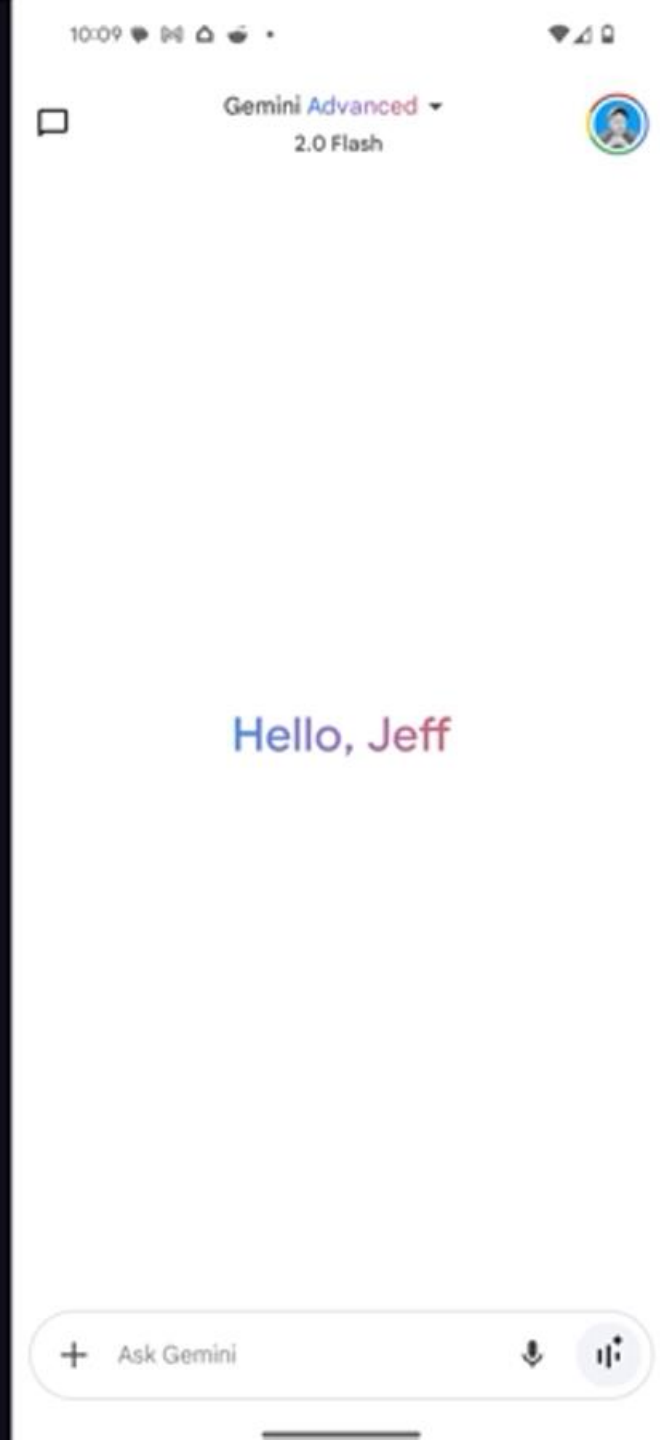 10:09
Gemini Advanced
2.0 Flash
Hello, Jeff
Ask Gemini